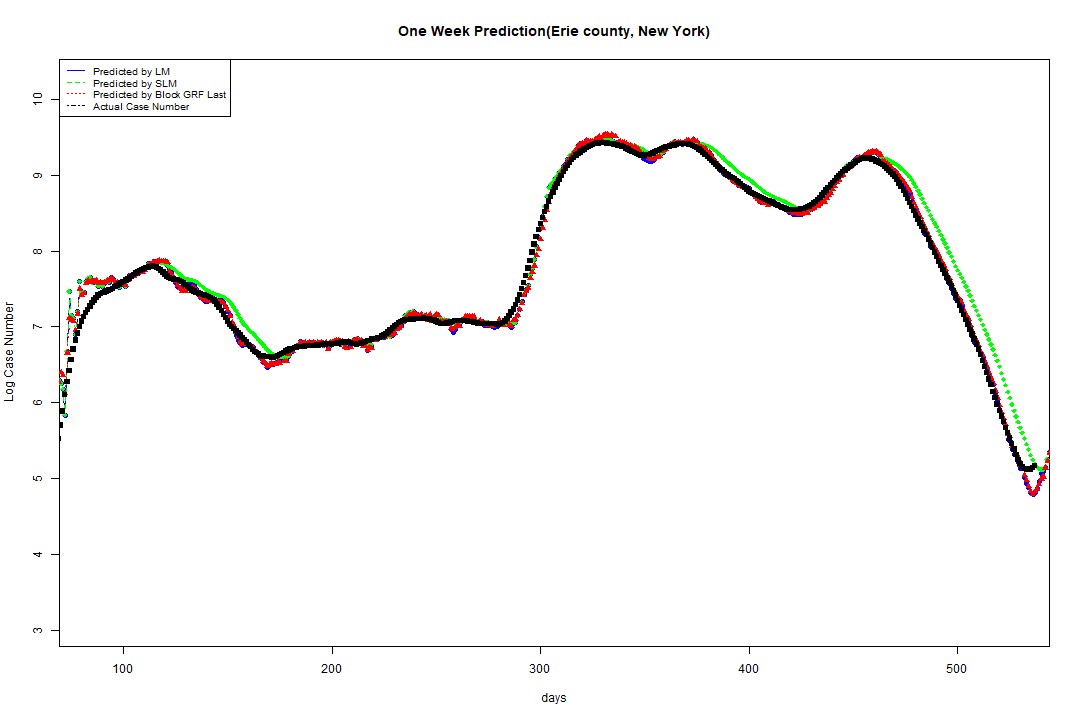 One Week Prediction(Erie county, New York)
Predicted by LM
Predicted by SLM
Predicted by Block GRF Last
Actual Case Number
10
9
8
7
6
5
4
3
Log Case Number
100 200 300 400 500
days